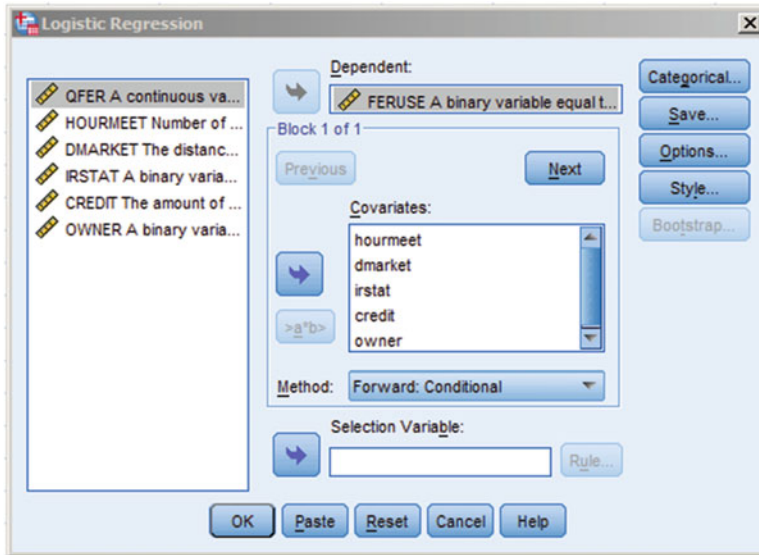 Logistic Regression
QFER A continuous va...
HOURMEET Number of ...
DMARKET The distanc...
IRSTAT A binary varia...
CREDIT The amount of ...
OWNER A binary varia...
Dependent:
FERUSE A binary variable equal t...
Block 1 of 1
Previous
Next
Covariates:
hourmeet
dmarket
irstat
credit
owner
>a*b>
Method: Forward: Conditional
Selection Variable:
Rule...
Categorical...
Save...
Options...
Style...
Bootstrap...
OK Paste Reset Cancel Help